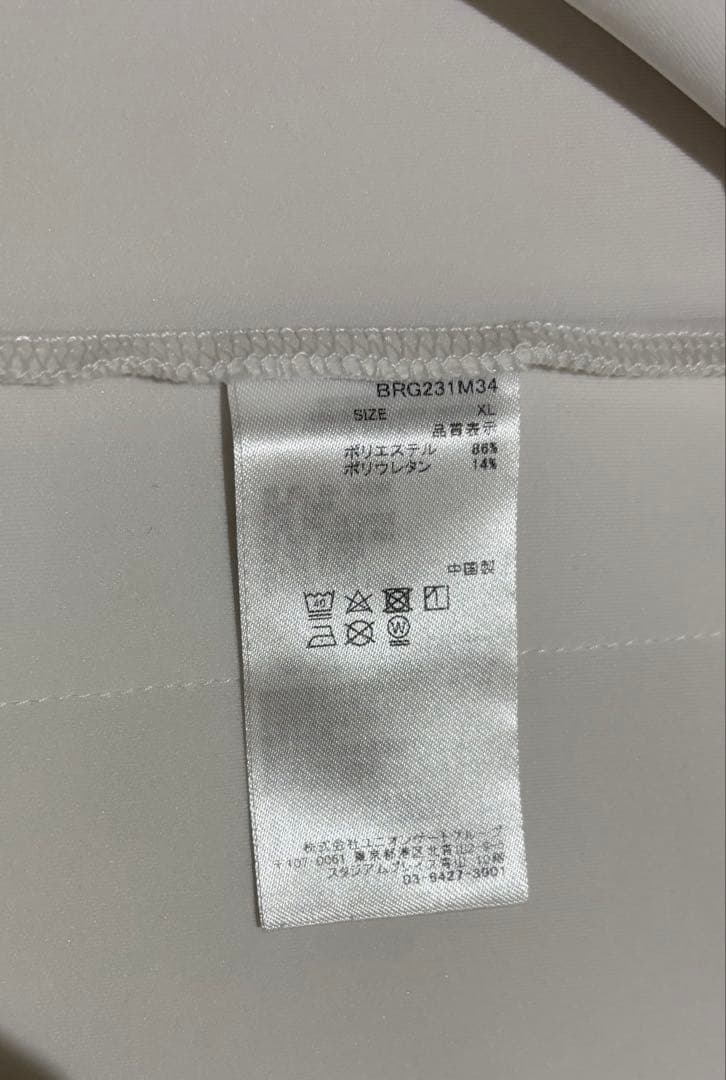 BRG231M34
SIZE XL
品質表示
ポリエステル 86%
ポリウレタン 14%
中国製
40
W
株式会社ユニオンゲートグループ
〒107-0061 東京都港区北青山2-9-5
スタジアムプレイス青山 10階
03-6427-3901